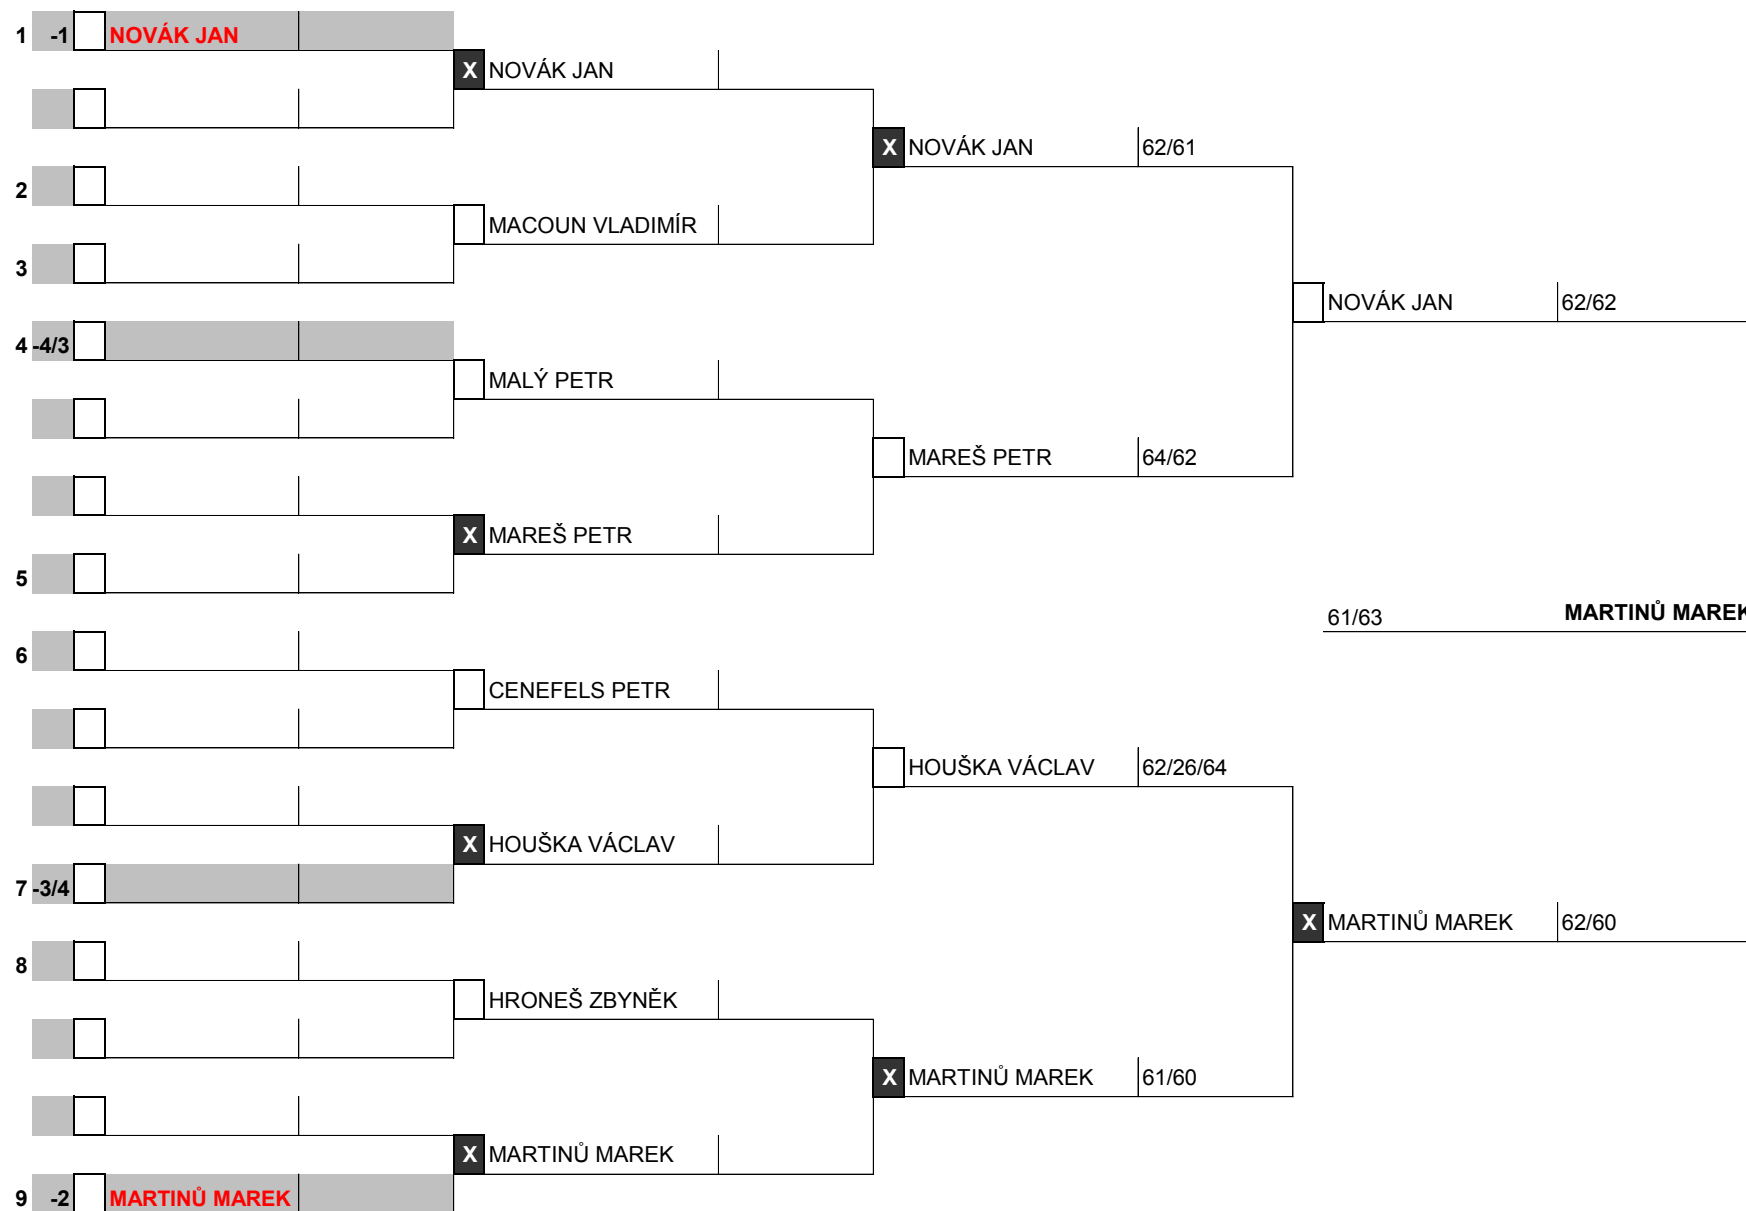 1 -1 NOVÁK JAN
X NOVÁK JAN
X NOVÁK JAN 62/61
2
MACOUN VLADIMÍR
3
NOVÁK JAN 62/62
4 -4/3
MALÝ PETR
MAREŠ PETR 64/62
X MAREŠ PETR
5
61/63 MARTINŮ MAREK
6
CENEFELS PETR
HOUŠKA VÁCLAV 62/26/64
X HOUŠKA VÁCLAV
7 -3/4
X MARTINŮ MAREK 62/60
8
HRONEŠ ZBYNĚK
X MARTINŮ MAREK 61/60
X MARTINŮ MAREK
9 -2 MARTINŮ MAREK